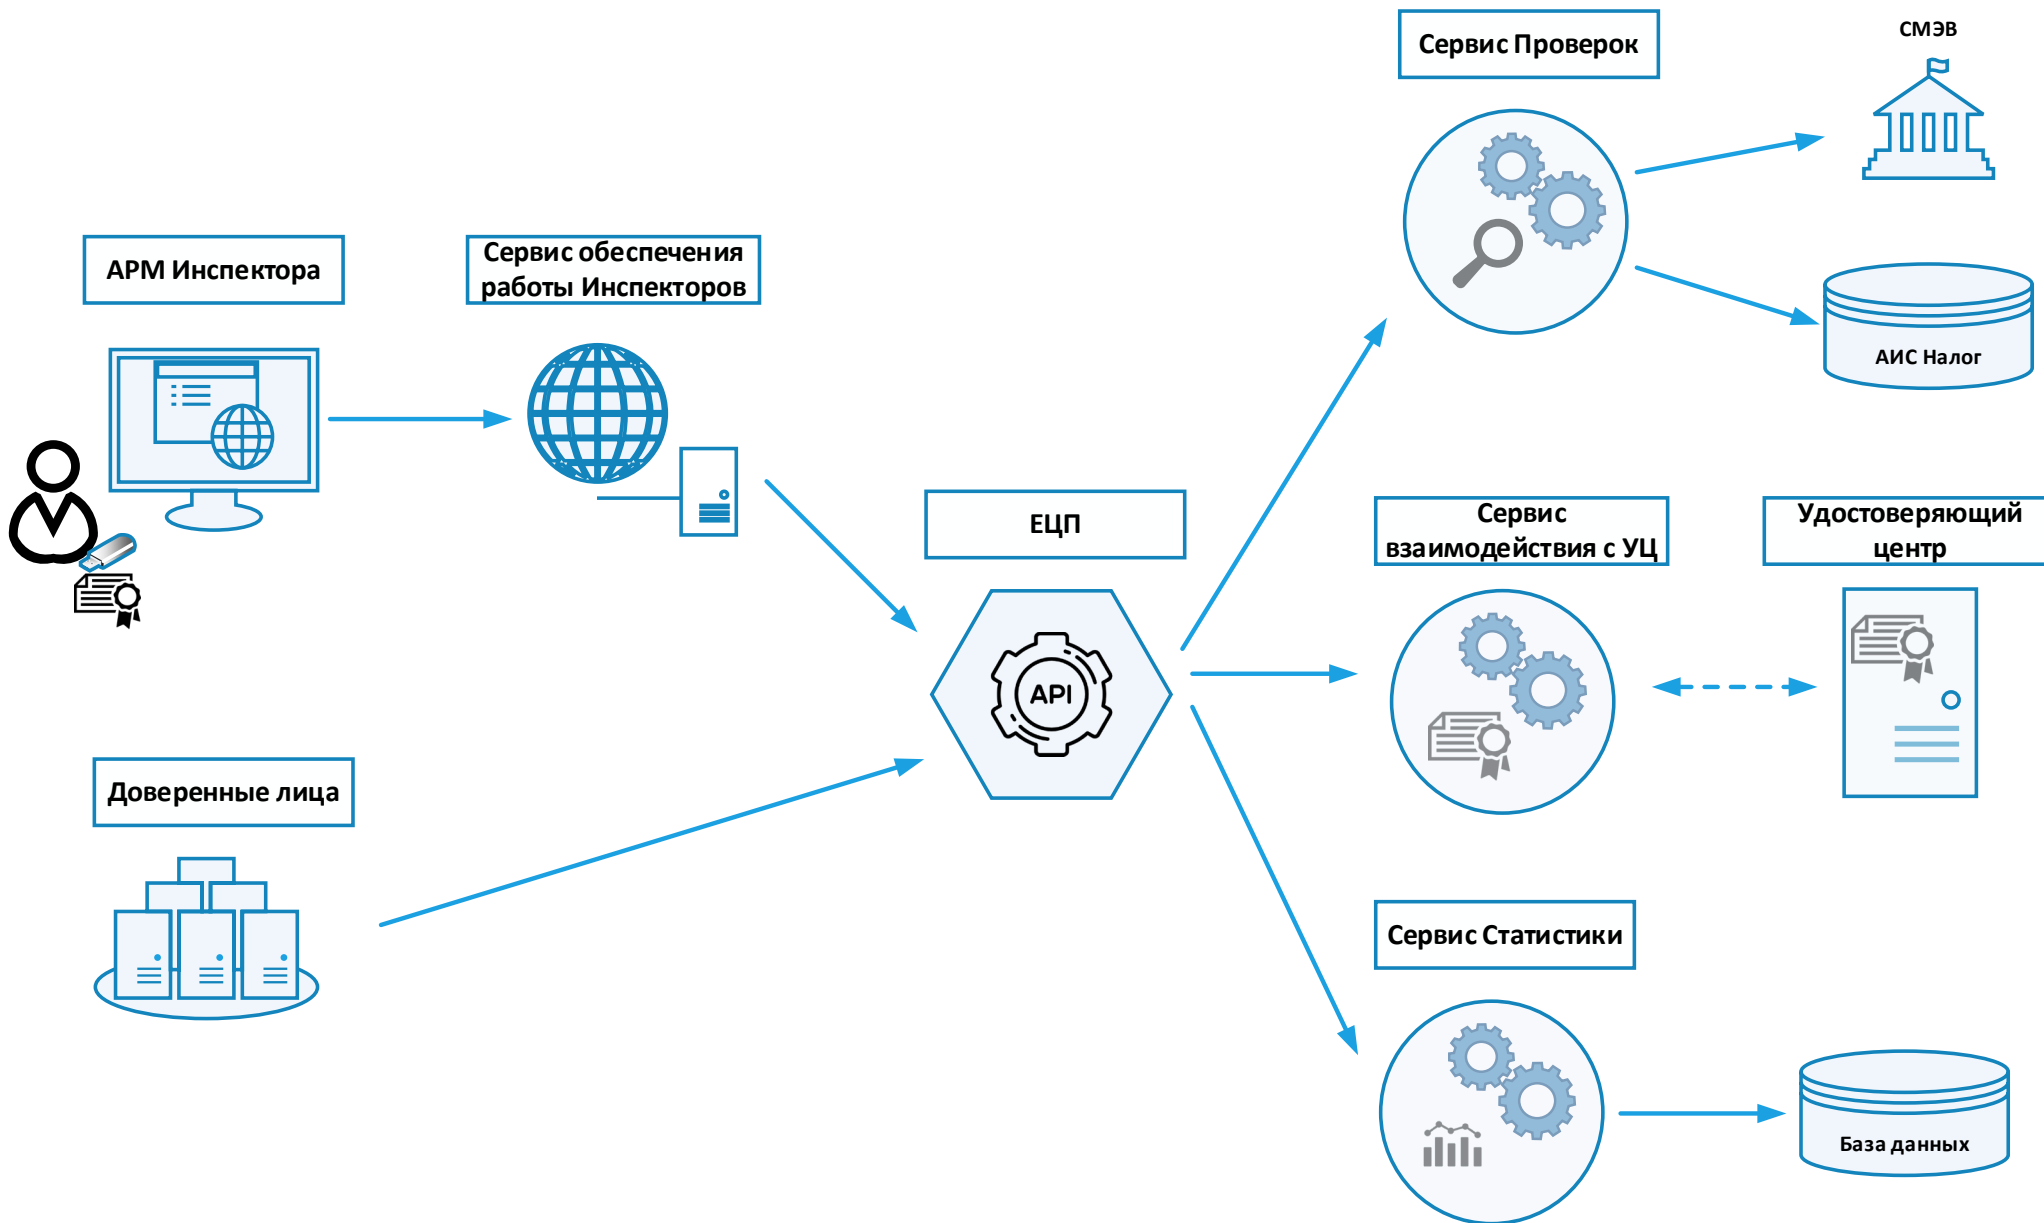 Сервис Проверок
СМЭВ
АРМ Инспектора
Сервис обеспечения
работы Инспекторов
АИС Налог
ЕЦП
Сервис
взаимодействия с УЦ
Удостоверяющий
центр
API
Доверенные лица
Сервис Статистики
База данных